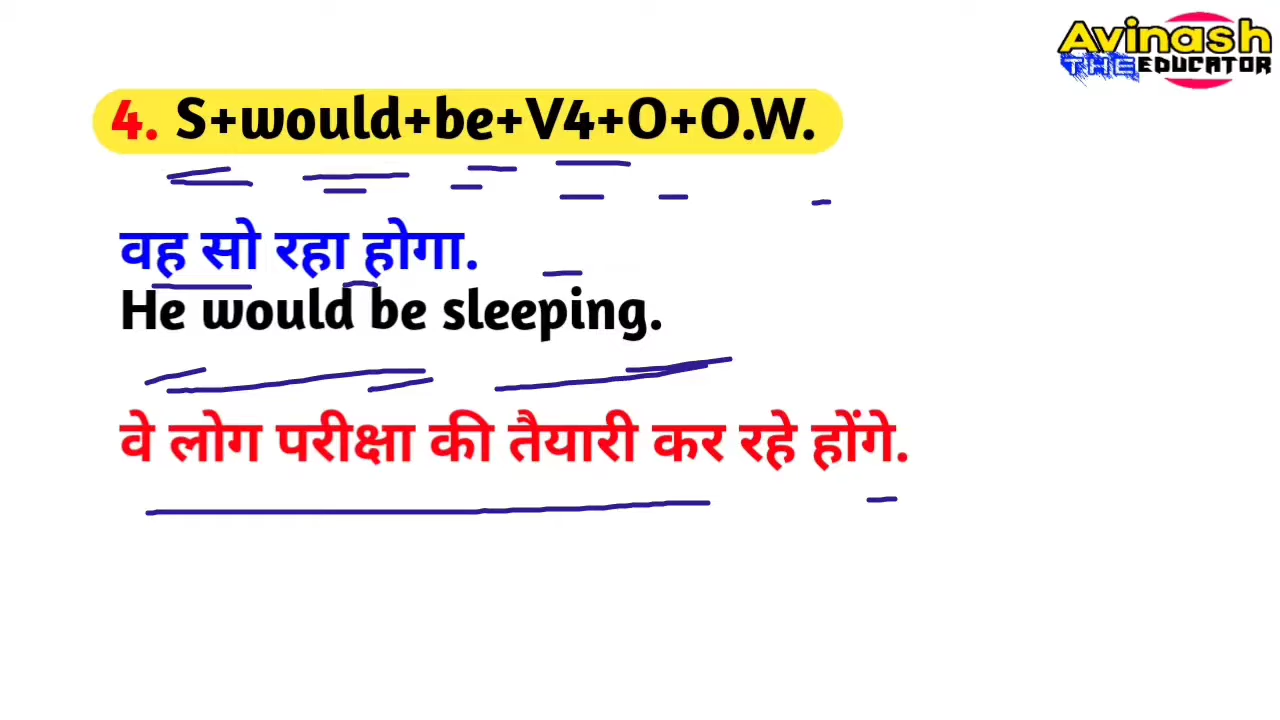 Avinash
THE EDUCATOR
4. S+would+be+V4+O+O.W.
वह सो रहा होगा.
He would be sleeping.
वे लोग परीक्षा की तैयारी कर रहे होंगे.